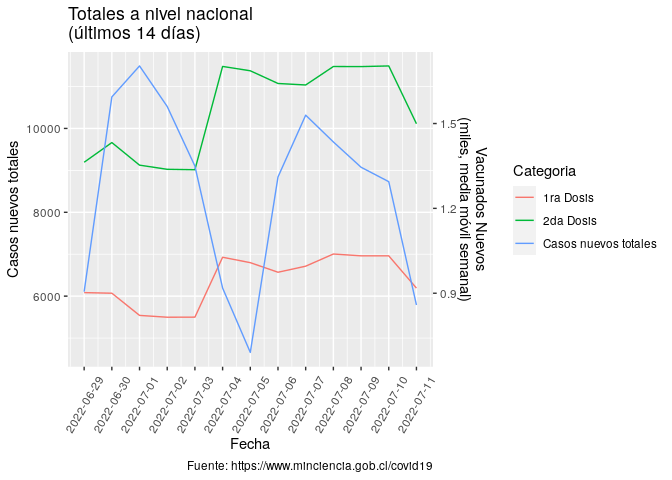 Totales a nivel nacional
(últimos 14 días)
Casos nuevos totales
10000
8000
6000
1.5
1.2
0.9
Vacunados Nuevos
(miles, media móvil semanal)
2022-06-29
2022-06-30
2022-07-01
2022-07-02
2022-07-03
2022-07-04
2022-07-05
2022-07-06
2022-07-07
2022-07-08
2022-07-09
2022-07-10
2022-07-11
Fecha
Categoria
1ra Dosis
2da Dosis
Casos nuevos totales
Fuente: https://www.minciencia.gob.cl/covid19